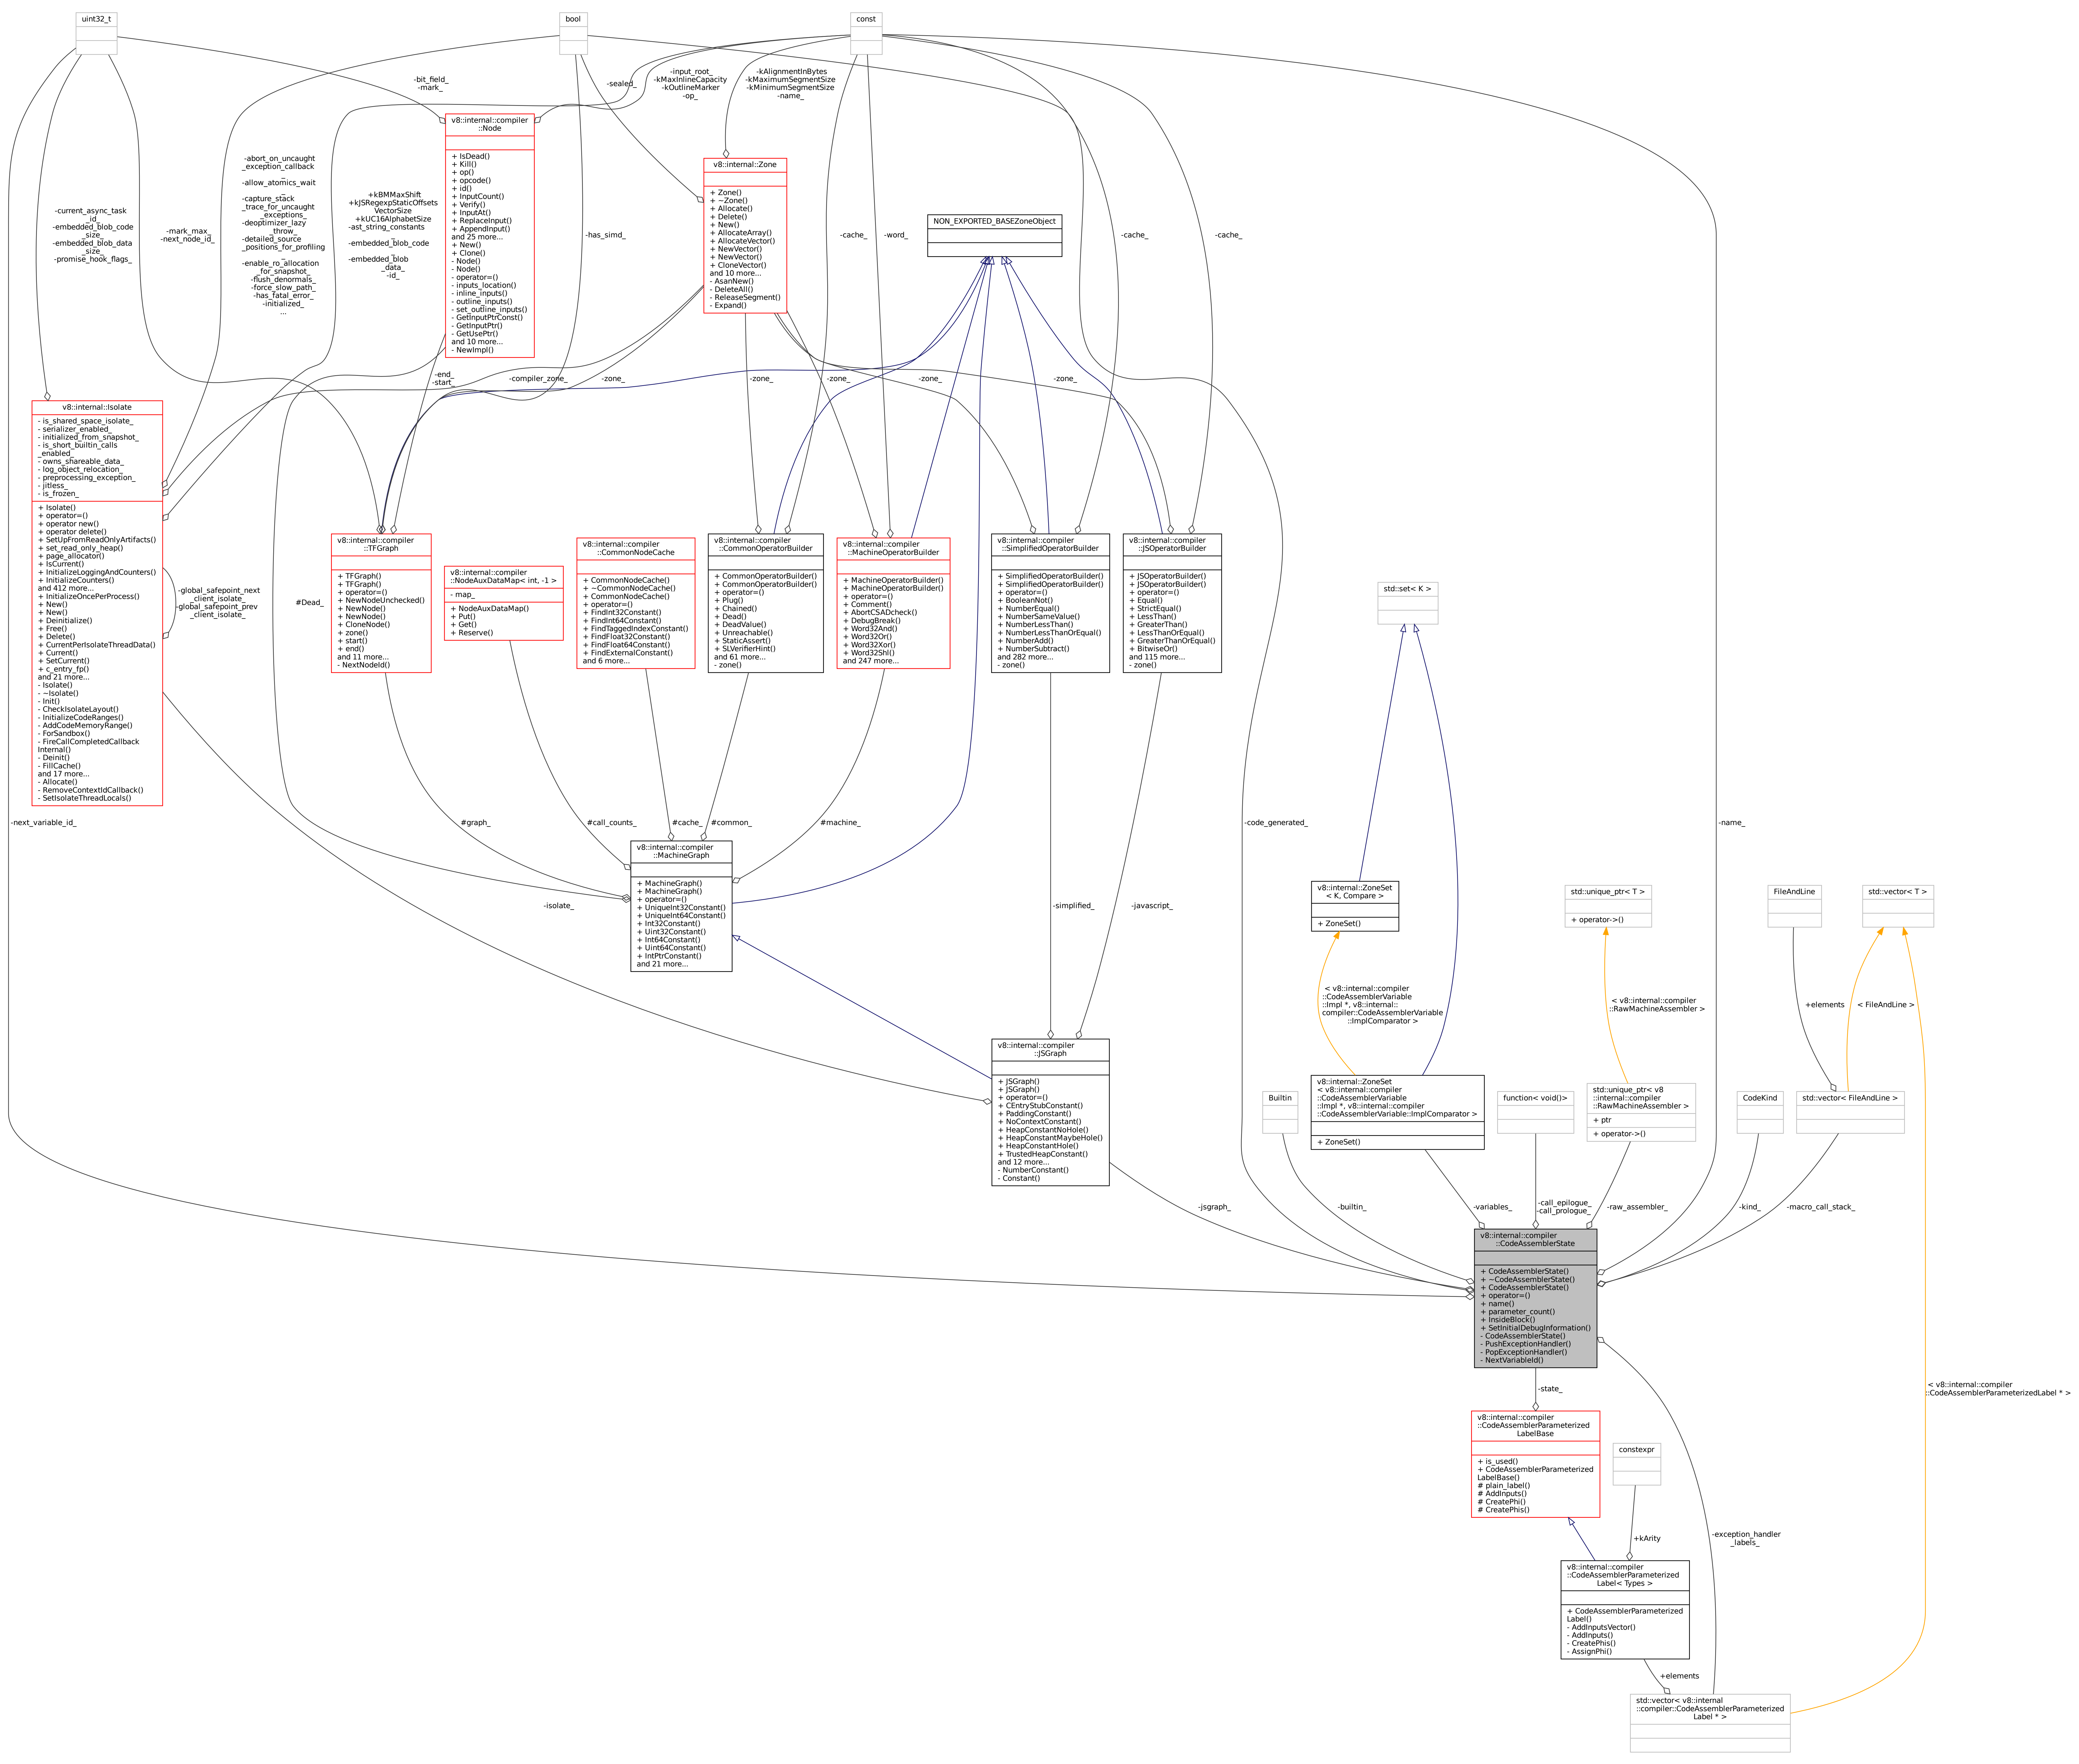 uint32_t
bool
const
-bit_field_
-mark_
-sealed_
-input_root_
-kMaxInlineCapacity
-kOutlineMarker
-op_
-kAlignmentInBytes
-kMaximumSegmentSize
-kMinimumSegmentSize
-name_
v8::internal::compiler
::Node
+ IsDead()
+ Kill()
+ op()
+ opcode()
+ id()
+ InputCount()
+ Verify()
+ InputAt()
+ ReplaceInput()
+ AppendInput()
and 25 more...
+ New()
+ Clone()
- Node()
- Node()
- operator=()
- inputs_location()
- inline_inputs()
- outline_inputs()
- set_outline_inputs()
- GetInputPtrConst()
- GetInputPtr()
- GetUsePtr()
and 10 more...
- NewImpl()
v8::internal::Zone
+ Zone()
+ ~Zone()
+ Allocate()
+ Delete()
+ New()
+ AllocateArray()
+ AllocateVector()
+ NewVector()
+ NewVector()
+ CloneVector()
and 10 more...
- AsanNew()
- DeleteAll()
- ReleaseSegment()
- Expand()
NON_EXPORTED_BASEZoneObject
-current_async_task
_id_
-embedded_blob_code
_size_
-embedded_blob_data
_size_
-promise_hook_flags_
-mark_max_
-next_node_id_
-abort_on_uncaught
_exception_callback
_
-allow_atomics_wait
_
-capture_stack
_trace_for_uncaught
_exceptions_
-deoptimizer_lazy
_throw_
-detailed_source
_positions_for_profiling
_
-enable_ro_allocation
_for_snapshot_
-flush_denormals_
-force_slow_path_
-has_fatal_error_
-initialized_
...
+kBMMaxShift
+kJSRegexpStaticOffsets
VectorSize
+kUC16AlphabetSize
-ast_string_constants
_
-embedded_blob_code
_
-embedded_blob
_data_
-id_
-has_simd_
-cache_
-word_
-cache_
-cache_
-end_
-start_
-compiler_zone_
-zone_
-zone_
-zone_
-zone_
-zone_
v8::internal::Isolate
- is_shared_space_isolate_
- serializer_enabled_
- initialized_from_snapshot_
- is_short_builtin_calls
_enabled_
- owns_shareable_data_
- log_object_relocation_
- preprocessing_exception_
- jitless_
- is_frozen_
+ Isolate()
+ operator=()
+ operator new()
+ operator delete()
+ SetUpFromReadOnlyArtifacts()
+ set_read_only_heap()
+ page_allocator()
+ IsCurrent()
+ InitializeLoggingAndCounters()
+ InitializeCounters()
and 412 more...
+ InitializeOncePerProcess()
+ New()
+ New()
+ Deinitialize()
+ Free()
+ Delete()
+ CurrentPerIsolateThreadData()
+ Current()
+ SetCurrent()
+ c_entry_fp()
and 21 more...
- Isolate()
- ~Isolate()
- Init()
- CheckIsolateLayout()
- InitializeCodeRanges()
- AddCodeMemoryRange()
- ForSandbox()
- FireCallCompletedCallback
Internal()
- Deinit()
- FillCache()
and 17 more...
- Allocate()
- RemoveContextIdCallback()
- SetIsolateThreadLocals()
-global_safepoint_next
_client_isolate_
-global_safepoint_prev
_client_isolate_
#Dead_
v8::internal::compiler
::TFGraph
+ TFGraph()
+ TFGraph()
+ operator=()
+ NewNodeUnchecked()
+ NewNode()
+ NewNode()
+ CloneNode()
+ zone()
+ start()
+ end()
and 11 more...
- NextNodeId()
v8::internal::compiler
::NodeAuxDataMap< int, -1 >
- map_
+ Put()
+ Get()
+ Reserve()
v8::internal::compiler
::CommonNodeCache
+ CommonNodeCache()
+ ~CommonNodeCache()
+ CommonNodeCache()
+ operator=()
+ FindInt32Constant()
+ FindInt64Constant()
+ FindTaggedIndexConstant()
+ FindFloat32Constant()
+ FindFloat64Constant()
+ FindExternalConstant()
and 6 more...
v8::internal::compiler
::CommonOperatorBuilder
+ CommonOperatorBuilder()
+ CommonOperatorBuilder()
+ operator=()
+ Plug()
+ Chained()
+ Dead()
+ DeadValue()
+ Unreachable()
+ StaticAssert()
+ SLVerifierHint()
and 61 more...
- zone()
v8::internal::compiler
::MachineOperatorBuilder
+ MachineOperatorBuilder()
+ MachineOperatorBuilder()
+ operator=()
+ Comment()
+ AbortCSADcheck()
+ DebugBreak()
+ Word32And()
+ Word32Or()
+ Word32Xor()
+ Word32Shl()
and 247 more...
v8::internal::compiler
::SimplifiedOperatorBuilder
+ SimplifiedOperatorBuilder()
+ SimplifiedOperatorBuilder()
+ operator=()
+ BooleanNot()
+ NumberEqual()
+ NumberSameValue()
+ NumberLessThan()
+ NumberLessThanOrEqual()
+ NumberAdd()
+ NumberSubtract()
and 282 more...
- zone()
v8::internal::compiler
::JSOperatorBuilder
+ JSOperatorBuilder()
+ JSOperatorBuilder()
+ operator=()
+ Equal()
+ StrictEqual()
+ LessThan()
+ GreaterThan()
+ LessThanOrEqual()
+ GreaterThanOrEqual()
+ BitwiseOr()
and 115 more...
- zone()
std::set< K >
-next_variable_id_
#graph_
#call_counts_
#cache_
#common_
#machine_
-code_generated_
-name_
v8::internal::compiler
::MachineGraph
+ MachineGraph()
+ MachineGraph()
+ operator=()
+ UniqueInt32Constant()
+ UniqueInt64Constant()
+ Int32Constant()
+ Uint32Constant()
+ Int64Constant()
+ Uint64Constant()
+ IntPtrConstant()
and 21 more...
-isolate_
-simplified_
-javascript_
v8::internal::ZoneSet
< K, Compare >
+ ZoneSet()
std::unique_ptr< T >
+ operator->()
FileAndLine
std::vector< T >
< v8::internal::compiler
::CodeAssemblerVariable
::Impl *, v8::internal::
compiler::CodeAssemblerVariable
::ImplComparator >
< v8::internal::compiler
::RawMachineAssembler >
+elements
< FileAndLine >
v8::internal::compiler
::JSGraph
+ JSGraph()
+ JSGraph()
+ operator=()
+ CEntryStubConstant()
+ PaddingConstant()
+ NoContextConstant()
+ HeapConstantNoHole()
+ HeapConstantMaybeHole()
+ HeapConstantHole()
+ TrustedHeapConstant()
and 12 more...
- NumberConstant()
- Constant()
Builtin
v8::internal::ZoneSet
< v8::internal::compiler
::CodeAssemblerVariable
::Impl *, v8::internal::compiler
::CodeAssemblerVariable::ImplComparator >
+ ZoneSet()
function< void()>
std::unique_ptr< v8
::internal::compiler
::RawMachineAssembler >
+ ptr
+ operator->()
CodeKind
std::vector< FileAndLine >
-jsgraph_
-builtin_
-variables_
-call_epilogue_
-call_prologue_
-raw_assembler_
-kind_
-macro_call_stack_
v8::internal::compiler
::CodeAssemblerState
+ CodeAssemblerState()
+ ~CodeAssemblerState()
+ CodeAssemblerState()
+ operator=()
+ name()
+ parameter_count()
+ InsideBlock()
+ SetInitialDebugInformation()
- CodeAssemblerState()
- PushExceptionHandler()
- PopExceptionHandler()
- NextVariableId()
-state_
< v8::internal::compiler
::CodeAssemblerParameterizedLabel * >
v8::internal::compiler
::CodeAssemblerParameterized
LabelBase
+ is_used()
+ CodeAssemblerParameterized
LabelBase()
# plain_label()
# AddInputs()
# CreatePhi()
# CreatePhis()
constexpr
+kArity
-exception_handler
_labels_
v8::internal::compiler
::CodeAssemblerParameterized
Label< Types >
+ CodeAssemblerParameterized
Label()
- AddInputsVector()
- AddInputs()
- CreatePhis()
- AssignPhi()
+elements
std::vector< v8::internal
::compiler::CodeAssemblerParameterized
Label * >